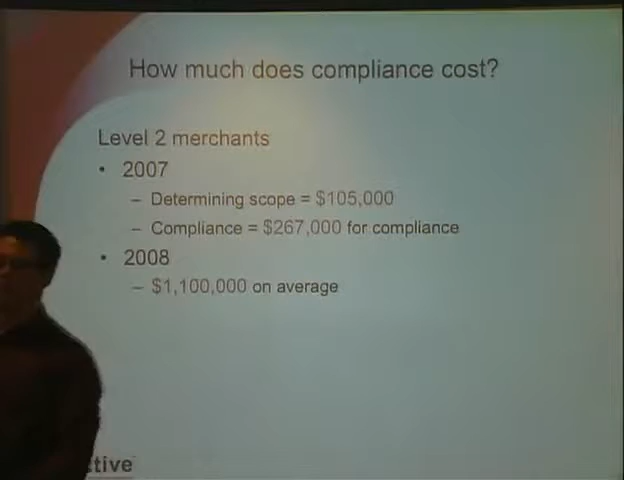 How much does compliance cost?
Level 2 merchants
• 2007
– Determining scope = $105,000
– Compliance = $267,000 for compliance
• 2008
– $1,100,000 on average
tive